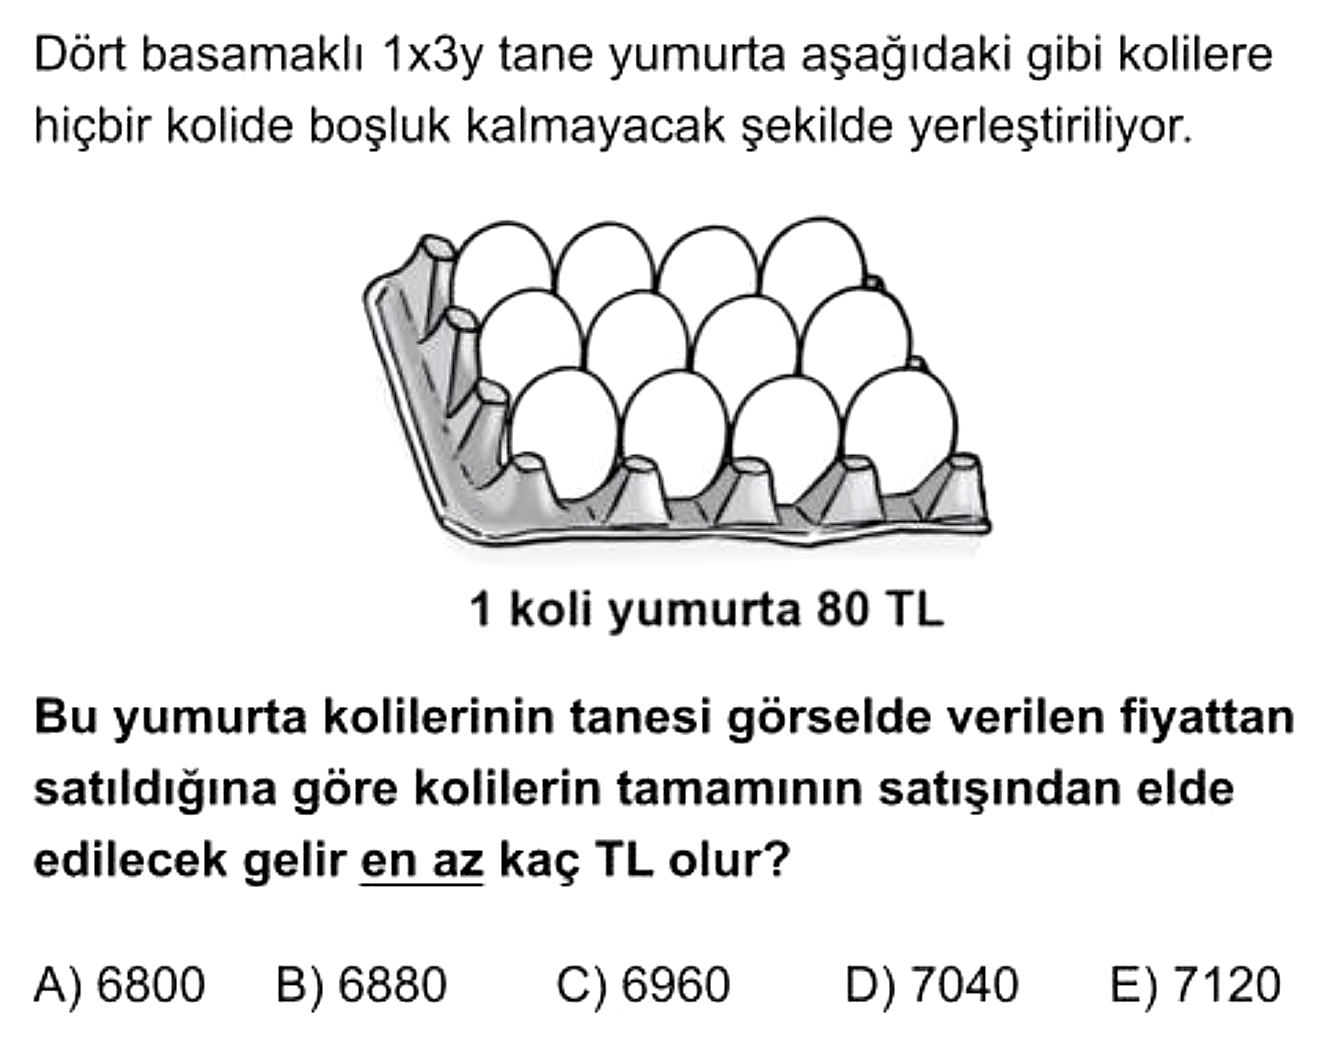 Dört basamaklı 1x3y tane yumurta aşağıdaki gibi kolilere
hiçbir kolide boşluk kalmayacak şekilde yerleştiriliyor.
1 koli yumurta 80 TL
Bu yumurta kolilerinin tanesi görselde verilen fiyattan
satıldığına göre kolilerin tamamının satışından elde
edilecek gelir en az kaç TL olur?
A) 6800 B) 6880 C) 6960 D) 7040 E) 7120